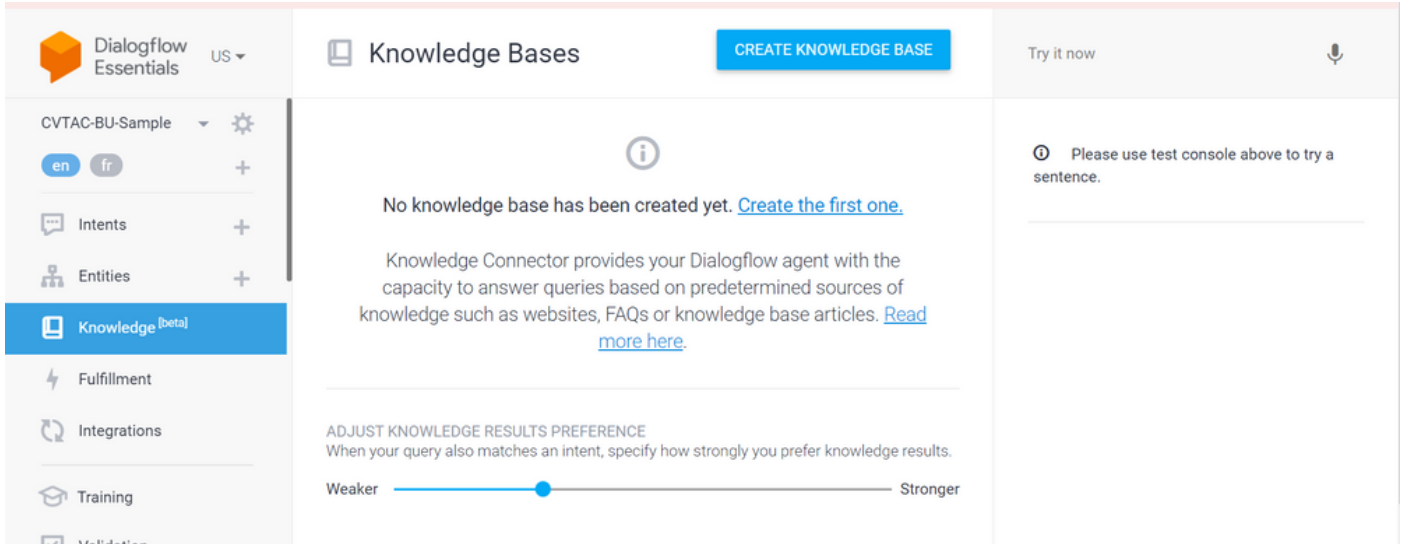 Dialogflow
Essentials
US
CVTAC-BU-Sample
en
fr
Intents
Entities
Knowledge [beta]
Fulfillment
Integrations
Training
Validation
Knowledge Bases
CREATE KNOWLEDGE BASE
No knowledge base has been created yet. Create the first one.
Knowledge Connector provides your Dialogflow agent with the
capacity to answer queries based on predetermined sources of
knowledge such as websites, FAQs or knowledge base articles. Read
more here.
ADJUST KNOWLEDGE RESULTS PREFERENCE
When your query also matches an intent, specify how strongly you prefer knowledge results.
Weaker
Stronger
Try it now
Please use test console above to try a
sentence.